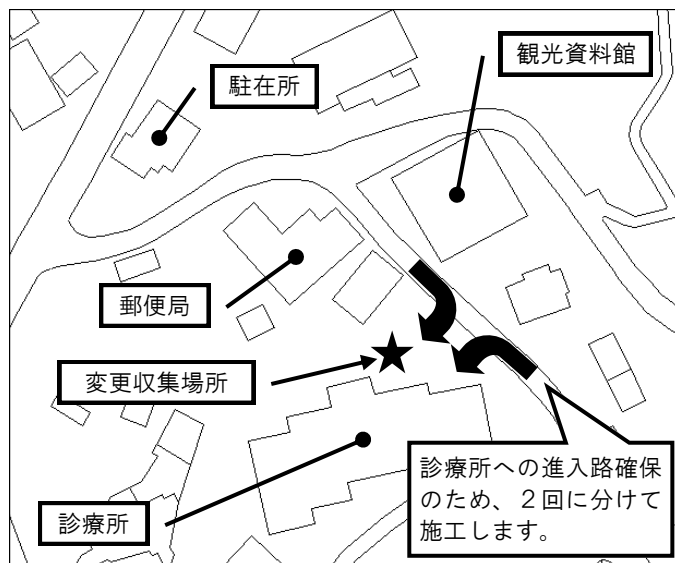 観光資料館
駐在所
郵便局
変更収集場所
診療所
診療所への進入路確保
のため、２回に分けて
施工します。